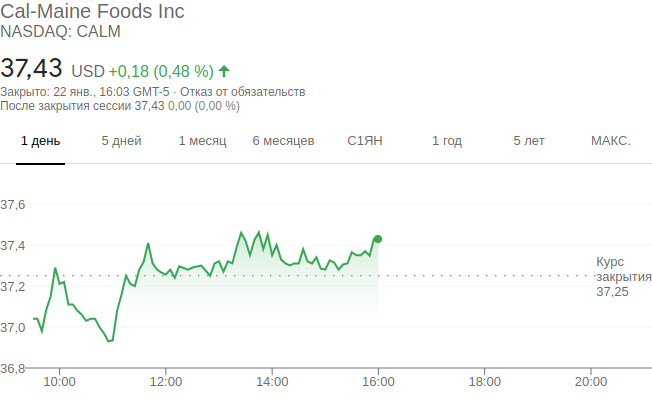 Cal-Maine Foods Inc
NASDAQ: CALM
37,43 USD +0,18 (0,48 %)
Закрыто: 22 янв., 16:03 GMT-5 · Отказ от обязательств
После закрытия сессии 37,43 0,00 (0,00 %)
1 день 5 дней 1 месяц 6 месяцев С1ЯН 1 год 5 лет МАКС.
37,6
37,4
Курс
закрытия
37,25
37,2
37,0
36,8
10:00 12:00 14:00 16:00 18:00 20:00